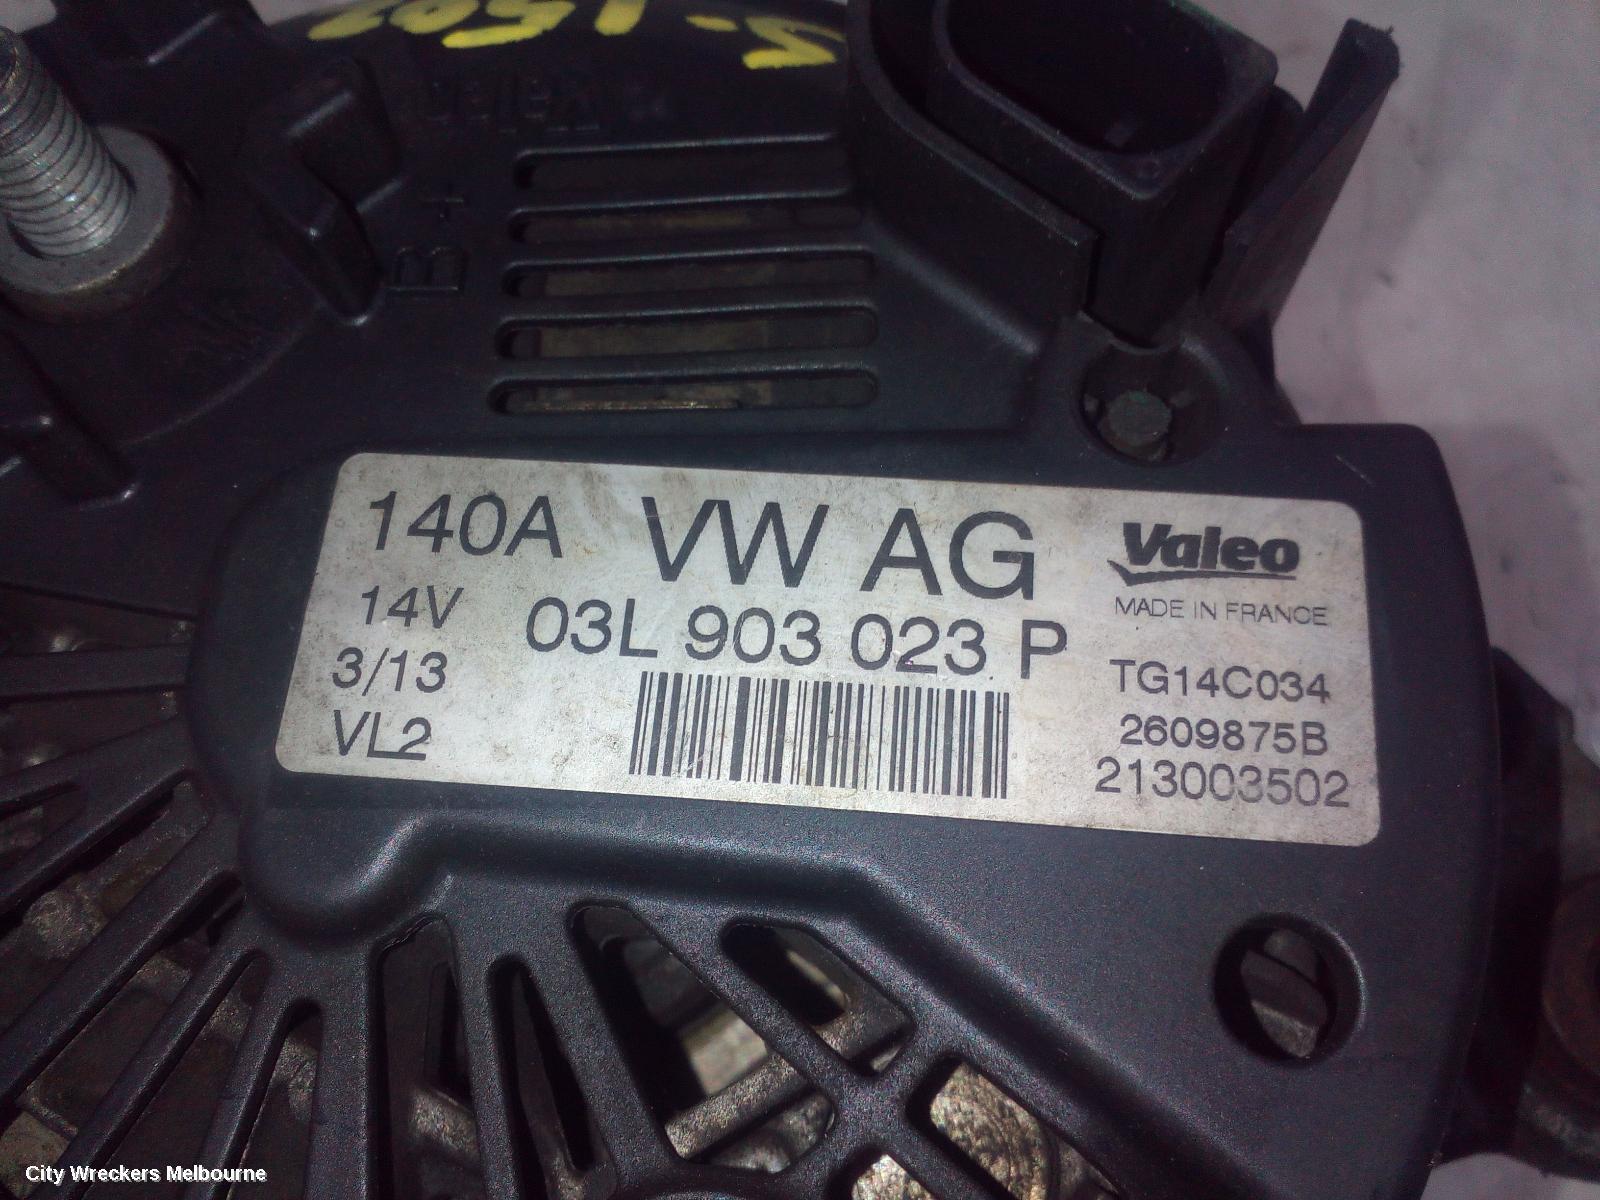 S-1502
B+
140A VW AG Valeo
14V 03L 903 023 P MADE IN FRANCE
3/13 TG14C034
VL2 2609875B
213003502
City Wreckers Melbourne